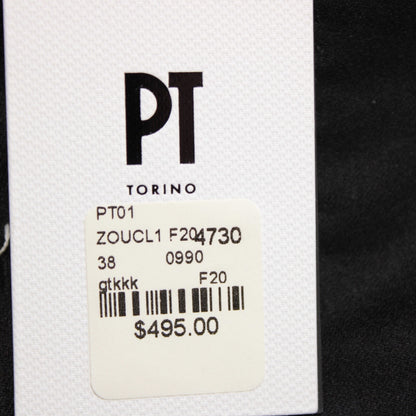 PT
TORINO
PT01
ZOUCL1 F20 4730
38 0990
gtkkk F20
$495.00